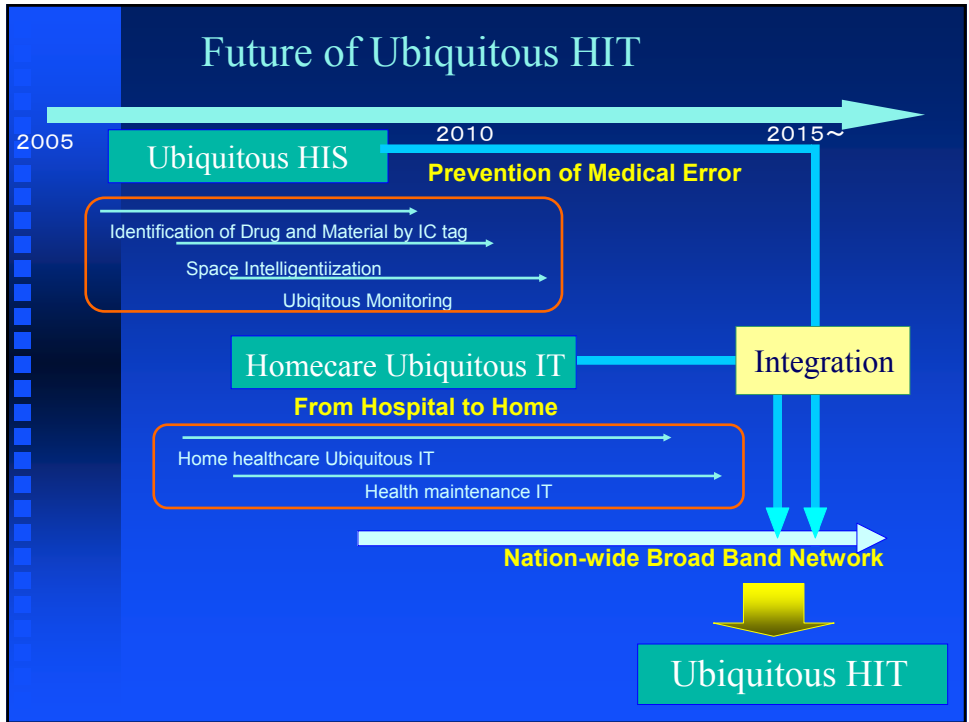 Future of Ubiquitous HIT
2005
2010
2015~
Ubiquitous HIS
Prevention of Medical Error
Identification of Drug and Material by IC tag
Space Intelligentiization
Ubiqitous Monitoring
Homecare Ubiquitous IT
Integration
From Hospital to Home
Home healthcare Ubiquitous IT
Health maintenance IT
Nation-wide Broad Band Network
Ubiquitous HIT